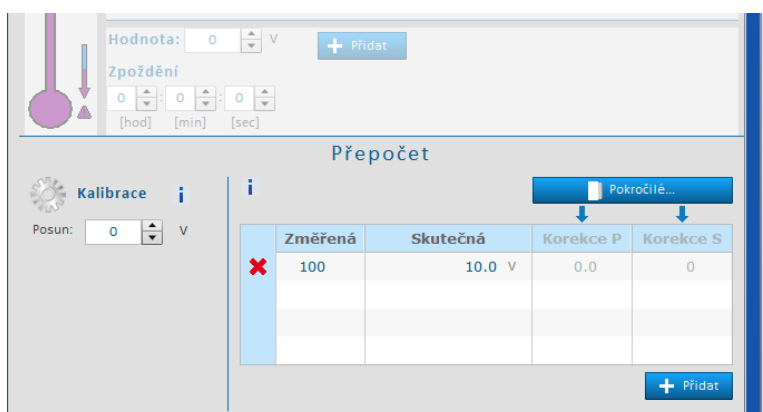 Hodnota: 0 V Přidat
Zpoždění
0 : 0 : 0
[hod] [min] [sec]
Přepočet
Kalibrace i
Posun: 0 V
i
Pokročilé...
Změřená Skutečná Korekce P Korekce S
100 10.0 V 0.0 0
Přidat